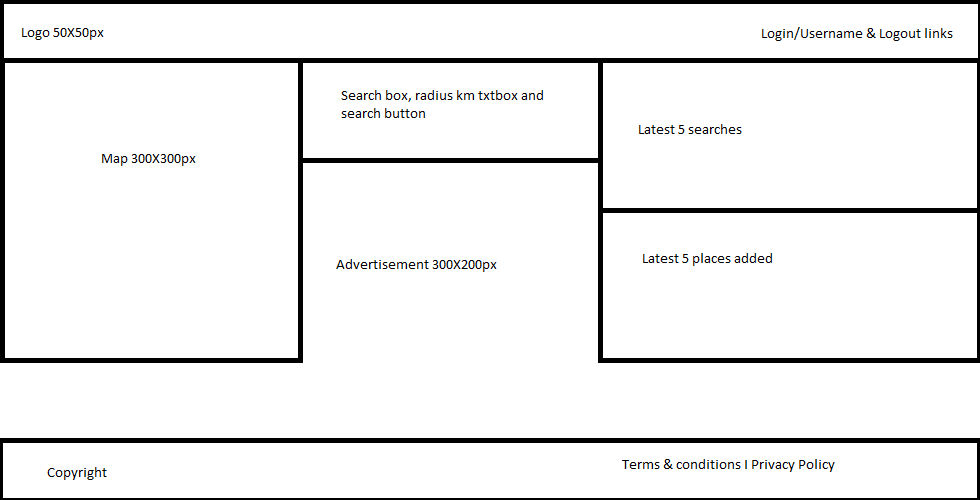 Logo 50X50px
Login/Username & Logout links
Map 300X300px
Search box, radius km txtbox and
search button
Advertisement 300X200px
Latest 5 searches
Latest 5 places added
Copyright
Terms & conditions I Privacy Policy